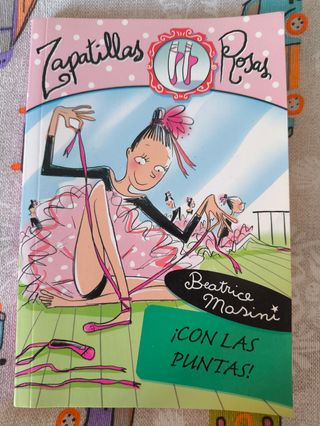 Zapatillas Rosas
Beatrice
Masini
¡CON LAS
PUNTAS!